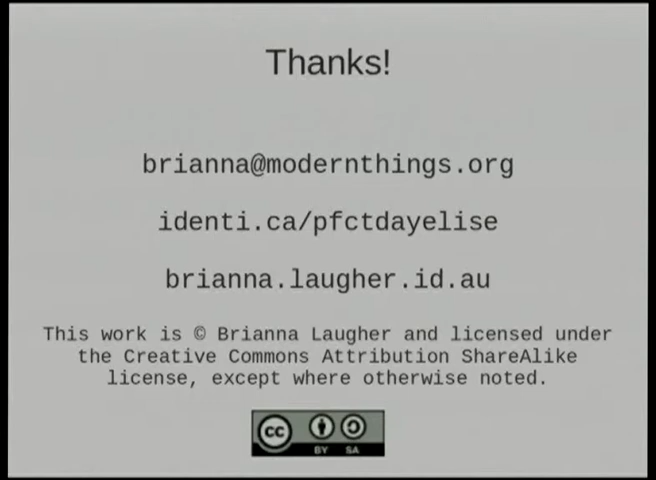 Thanks!
brianna@modernthings.org
identi.ca/pfctdayelise
brianna.laugher.id.au
This work is © Brianna Laugher and licensed under
the Creative Commons Attribution ShareAlike
license, except where otherwise noted.
cc BY SA